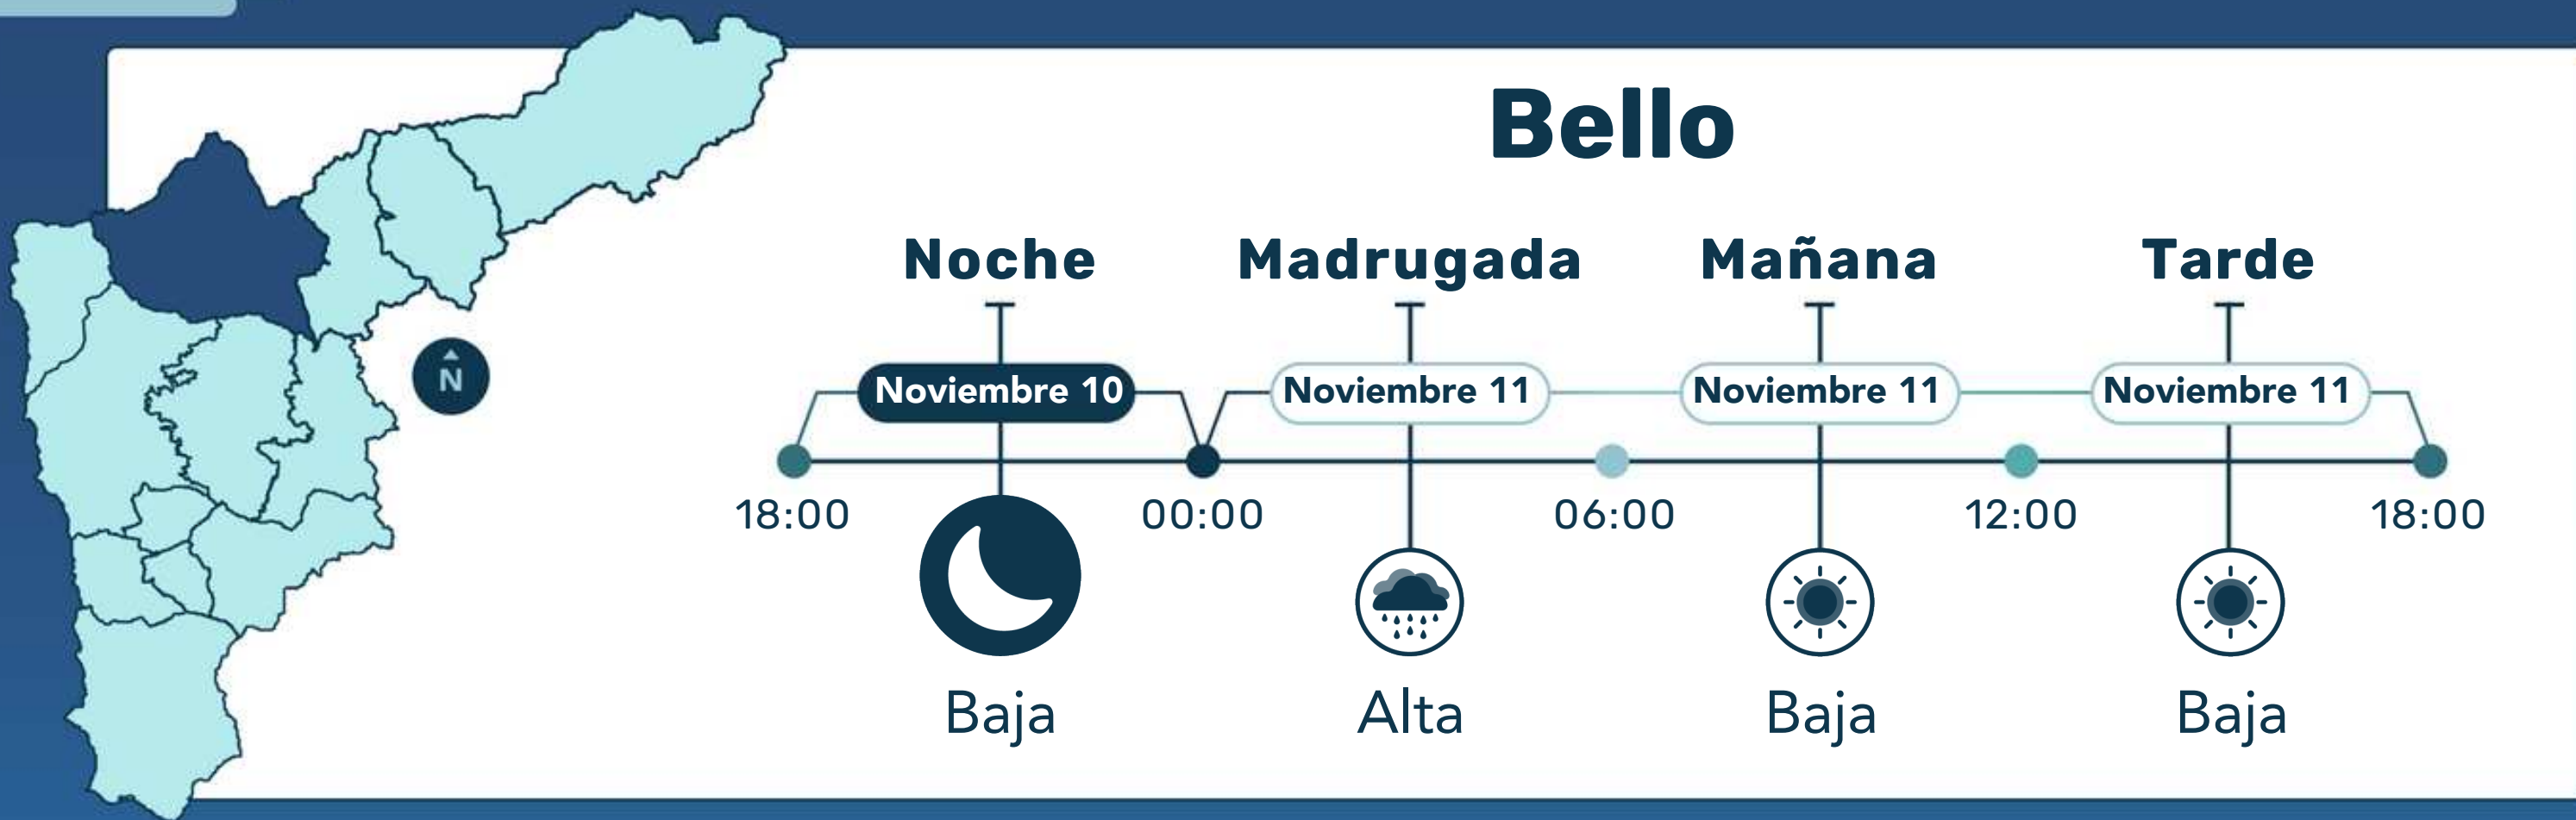 Bello
Noche Madrugada Mañana Tarde
Noviembre 10 Noviembre 11 Noviembre 11 Noviembre 11
N
18:00 00:00 06:00 12:00 18:00
Baja Alta Baja Baja